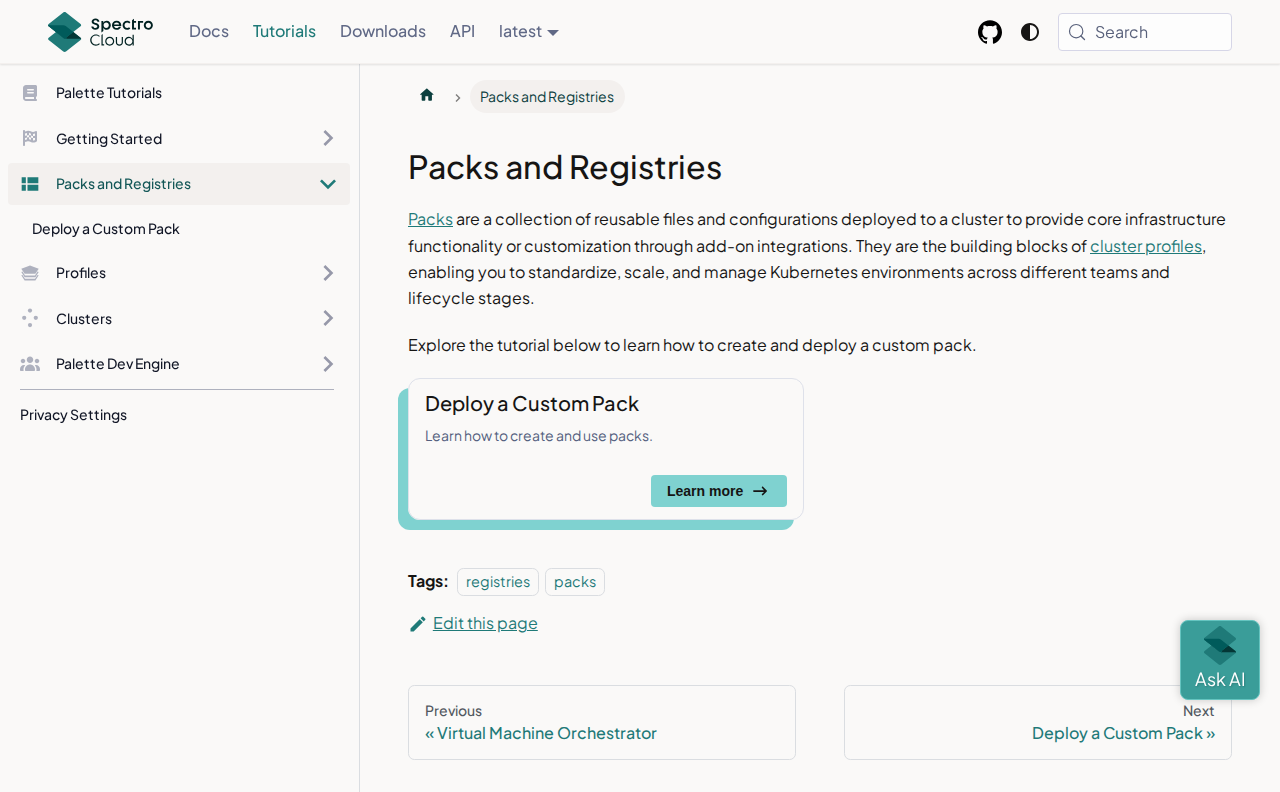 Spectro
Cloud
Docs
Tutorials
Downloads
API
latest
Search
Palette Tutorials
Getting Started
Packs and Registries
Deploy a Custom Pack
Profiles
Clusters
Palette Dev Engine
Privacy Settings
Packs and Registries
Packs and Registries
Packs are a collection of reusable files and configurations deployed to a cluster to provide core infrastructure
functionality or customization through add-on integrations. They are the building blocks of cluster profiles,
enabling you to standardize, scale, and manage Kubernetes environments across different teams and
lifecycle stages.
Explore the tutorial below to learn how to create and deploy a custom pack.
Deploy a Custom Pack
Learn how to create and use packs.
Learn more
Tags: registries packs
Edit this page
Ask AI
Previous
« Virtual Machine Orchestrator
Next
Deploy a Custom Pack »